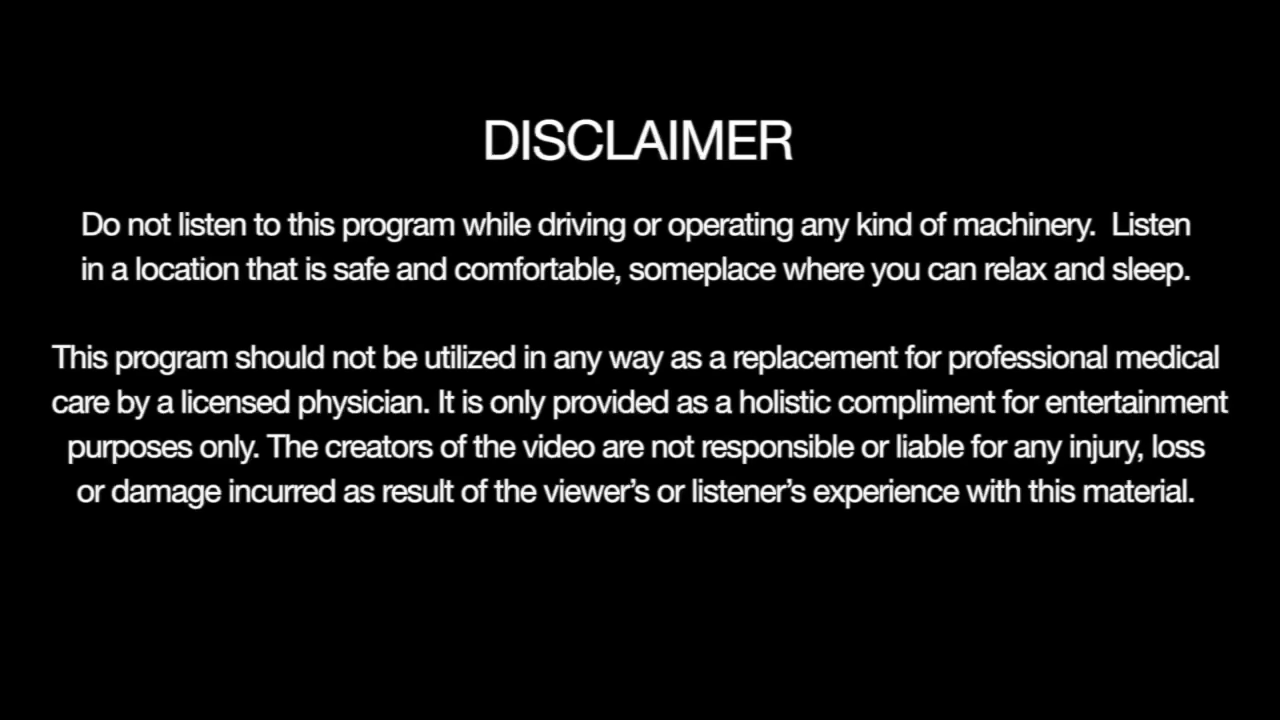 DISCLAIMER
Do not listen to this program while driving or operating any kind of machinery.  Listen
in a location that is safe and comfortable, someplace where you can relax and sleep.
This program should not be utilized in any way as a replacement for professional medical
care by a licensed physician. It is only provided as a holistic compliment for entertainment
purposes only. The creators of the video are not responsible or liable for any injury, loss
or damage incurred as result of the viewer’s or listener’s experience with this material.